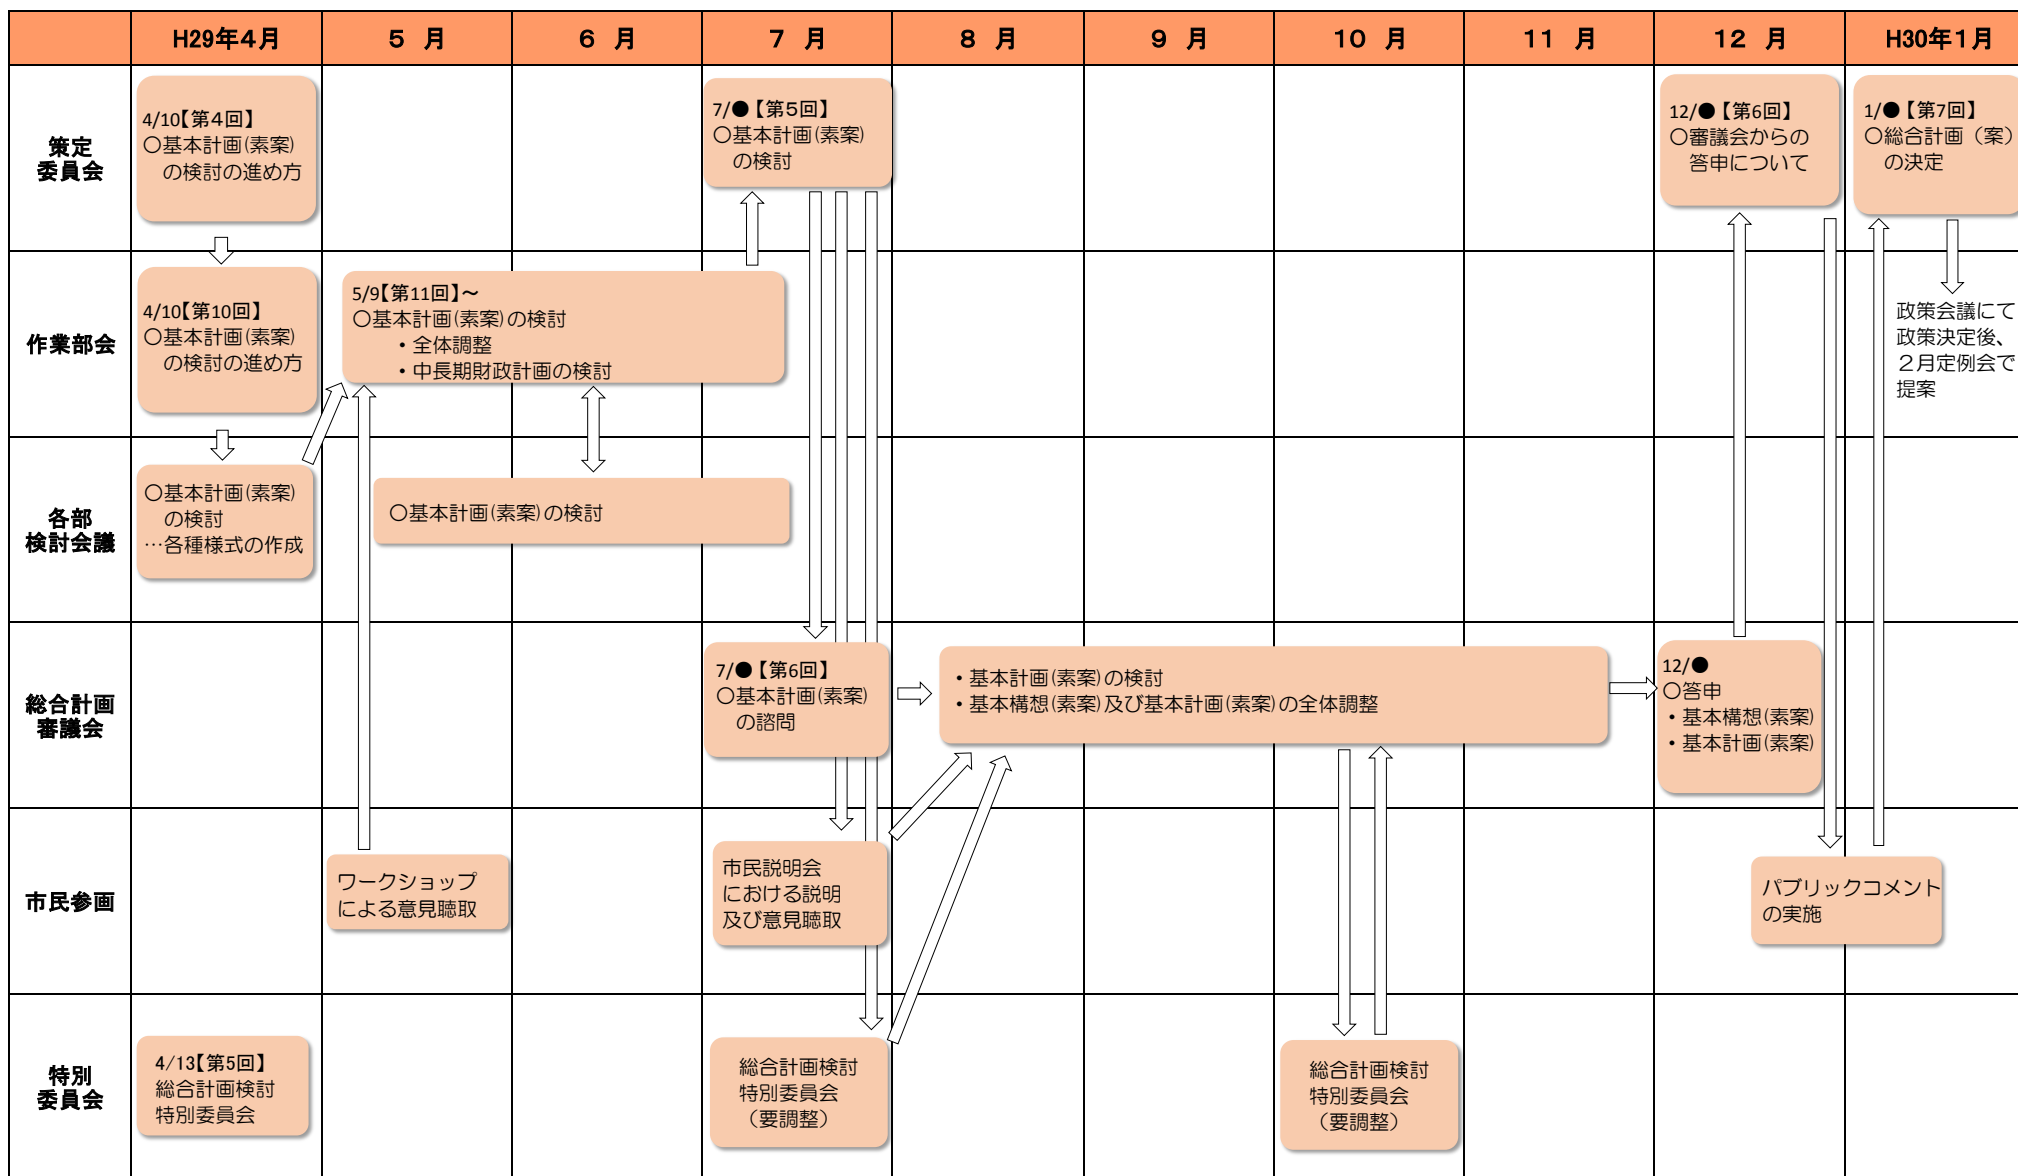 H29年4月
5 月
6 月
7 月
8 月
9 月
10 月
11 月
12 月
H30年1月
策定
委員会
4/10【第4回】
○基本計画(素案)
の検討の進め方
7/●【第5回】
○基本計画(素案)
の検討
12/●【第6回】
○審議会からの
答申について
1/●【第7回】
○総合計画（案）
の決定
作業部会
4/10【第10回】
○基本計画(素案)
の検討の進め方
5/9【第11回】～
○基本計画(素案)の検討
・全体調整
・中長期財政計画の検討
政策会議にて
政策決定後、
２月定例会で
提案
各部
検討会議
○基本計画(素案)
の検討
…各種様式の作成
○基本計画(素案)の検討
総合計画
審議会
7/●【第6回】
○基本計画(素案)
の諮問
・基本計画(素案)の検討
・基本構想(素案)及び基本計画(素案)の全体調整
12/●
○答申
・基本構想(素案)
・基本計画(素案)
市民参画
ワークショップ
による意見聴取
市民説明会
における説明
及び意見聴取
パブリックコメント
の実施
特別
委員会
4/13【第5回】
総合計画検討
特別委員会
総合計画検討
特別委員会
（要調整）
総合計画検討
特別委員会
（要調整）